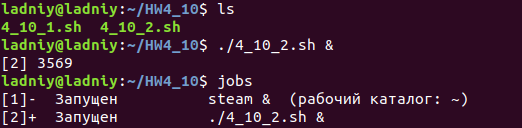 ladniy@ladniy:~/HW4_10$ ls
4_10_1.sh  4_10_2.sh
ladniy@ladniy:~/HW4_10$ ./4_10_2.sh &
[2] 3569
ladniy@ladniy:~/HW4_10$ jobs
[1]-  Запущен          steam &  (рабочий каталог: ~)
[2]+  Запущен          ./4_10_2.sh &